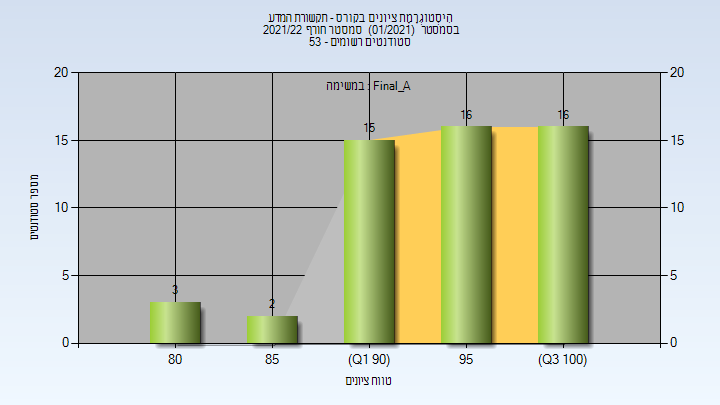 היסטוגרמת ציונים בקורס - תקשורת המדע
בסמסטר (01/2021) סמסטר חורף 2021/22
סטודנטים רשומים - 53
במשימה : Final_A
מספר סטודנטים
20
15
10
5
0
20
15
10
5
0
3
2
15
16
16
80
85
(Q1 90)
95
(Q3 100)
טווח ציונים